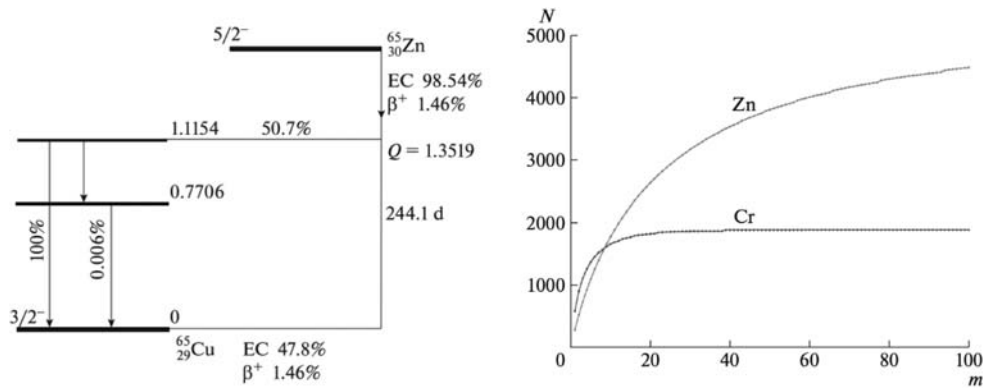 5/2⁻
⁶⁵₃₀Zn
EC 98.54%
β⁺ 1.46%
1.1154 50.7%
Q = 1.3519
0.7706
244.1 d
100%
0.006%
3/2⁻
0
⁶⁵₂₉Cu
EC 47.8%
β⁺ 1.46%
N
5000
4000
3000
2000
1000
Zn
Cr
0 20 40 60 80 100
m